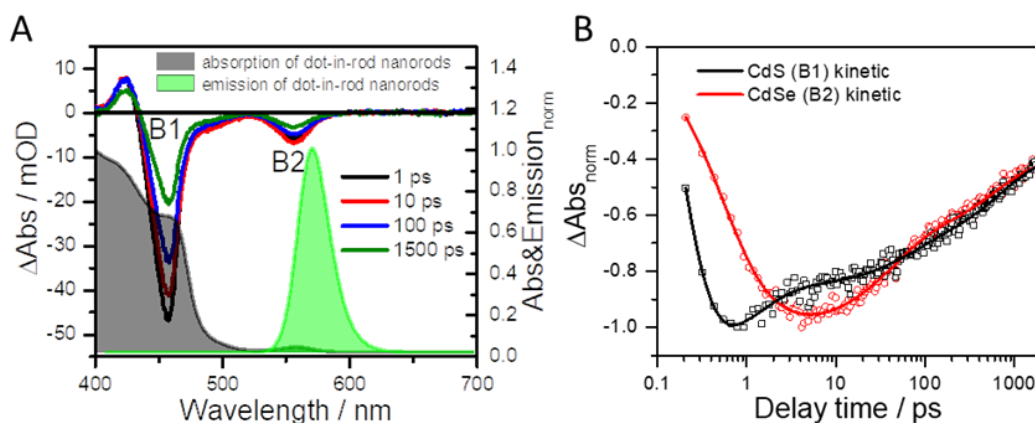 A
absorption of dot-in-rod nanorods
emission of dot-in-rod nanorods
B1
B2
1 ps
10 ps
100 ps
1500 ps
10
0
-10
-20
-30
-40
-50
ΔAbs / mOD
1.4
1.2
1.0
0.8
0.6
0.4
0.2
0.0
Abs&Emission norm
400 500 600 700
Wavelength / nm
B
CdS (B1) kinetic
CdSe (B2) kinetic
0.0
-0.2
-0.4
-0.6
-0.8
-1.0
ΔAbs norm
0.1 1 10 100 1000
Delay time / ps